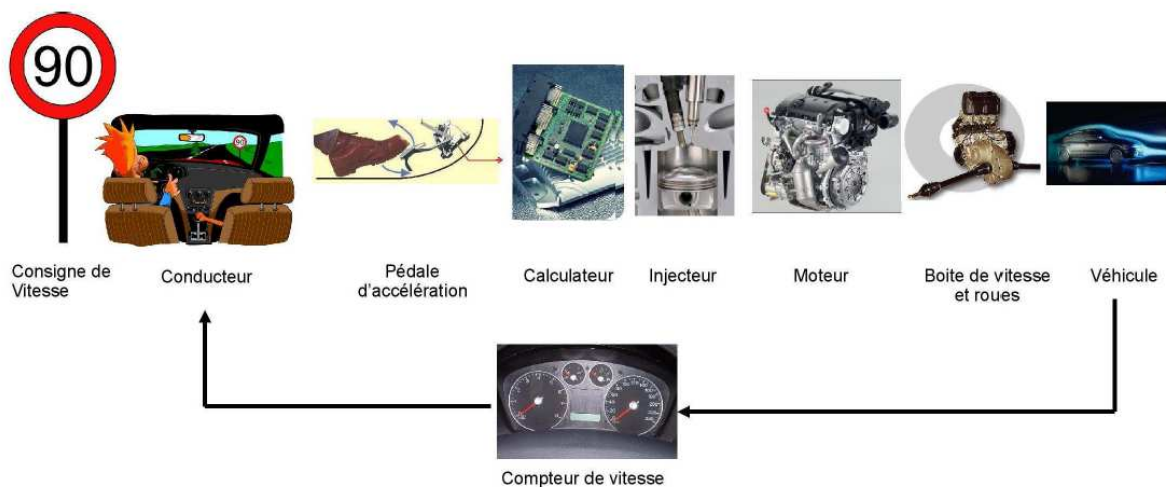 90
Consigne de
Vitesse
Conducteur
Pédale
d'accélération
Calculateur
Injecteur
Moteur
Boite de vitesse
et roues
Véhicule
Compteur de vitesse